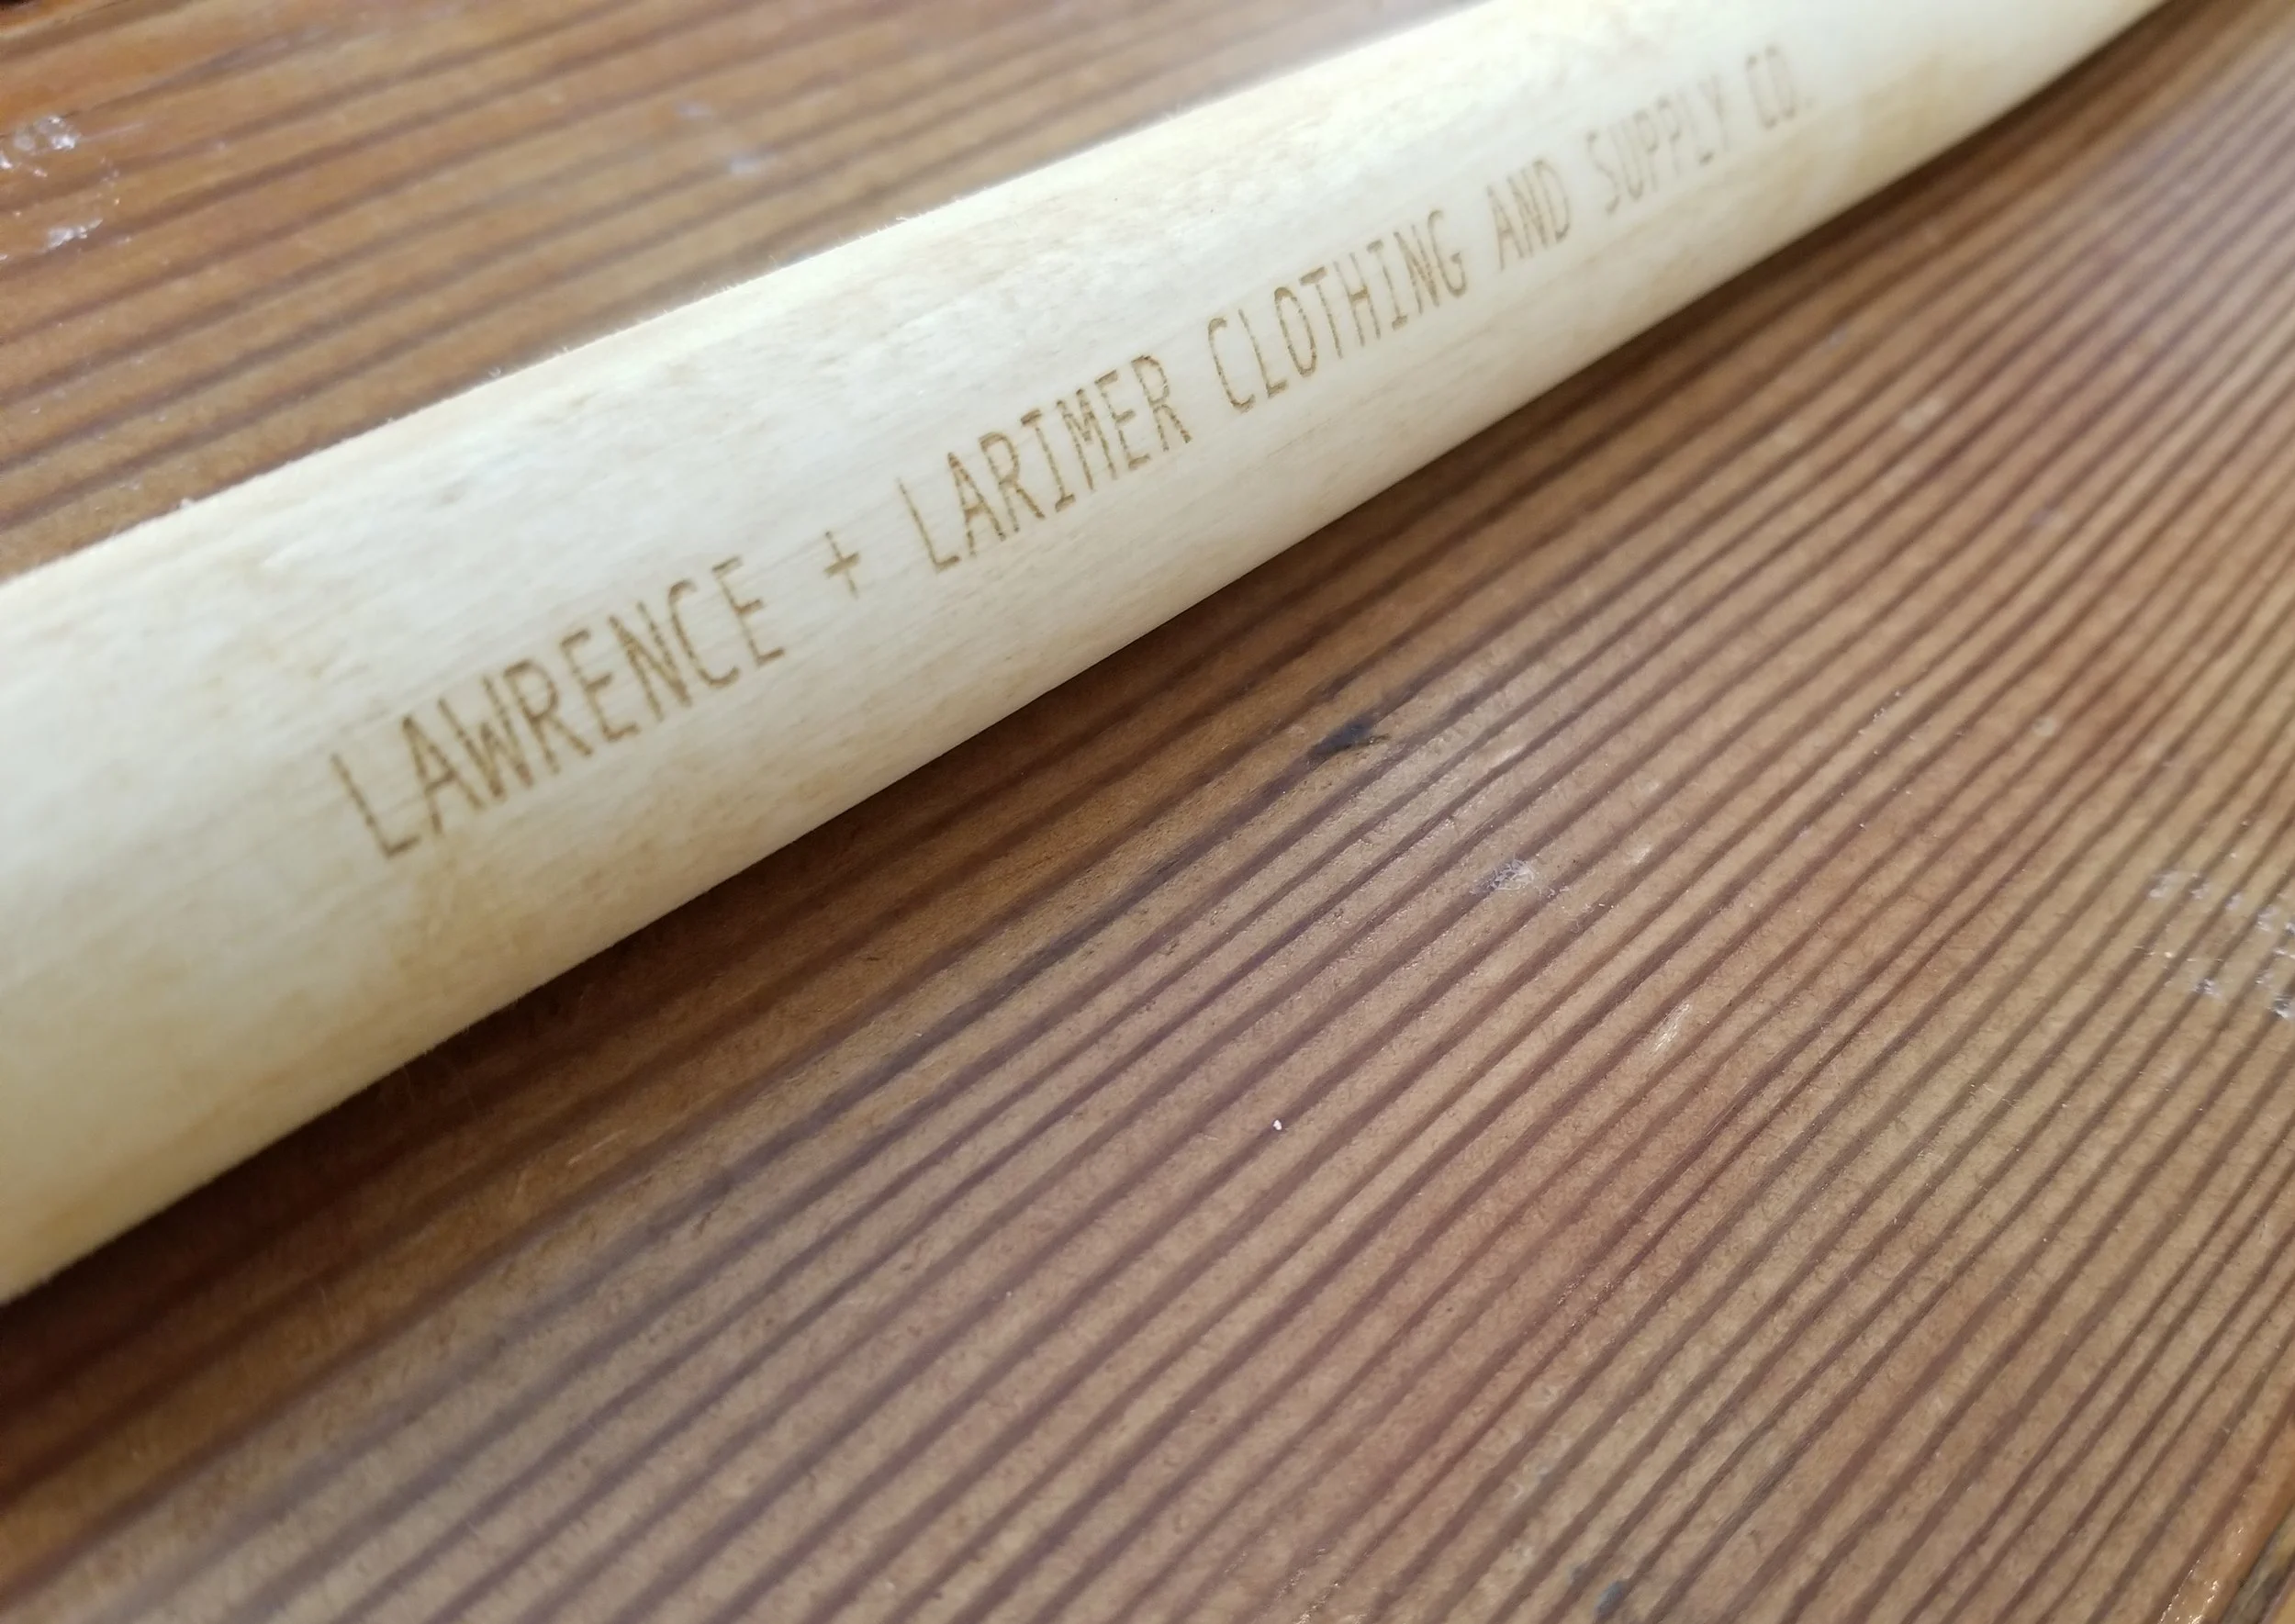 LAWRENCE + LARIMER CLOTHING AND SUPPLY CO.